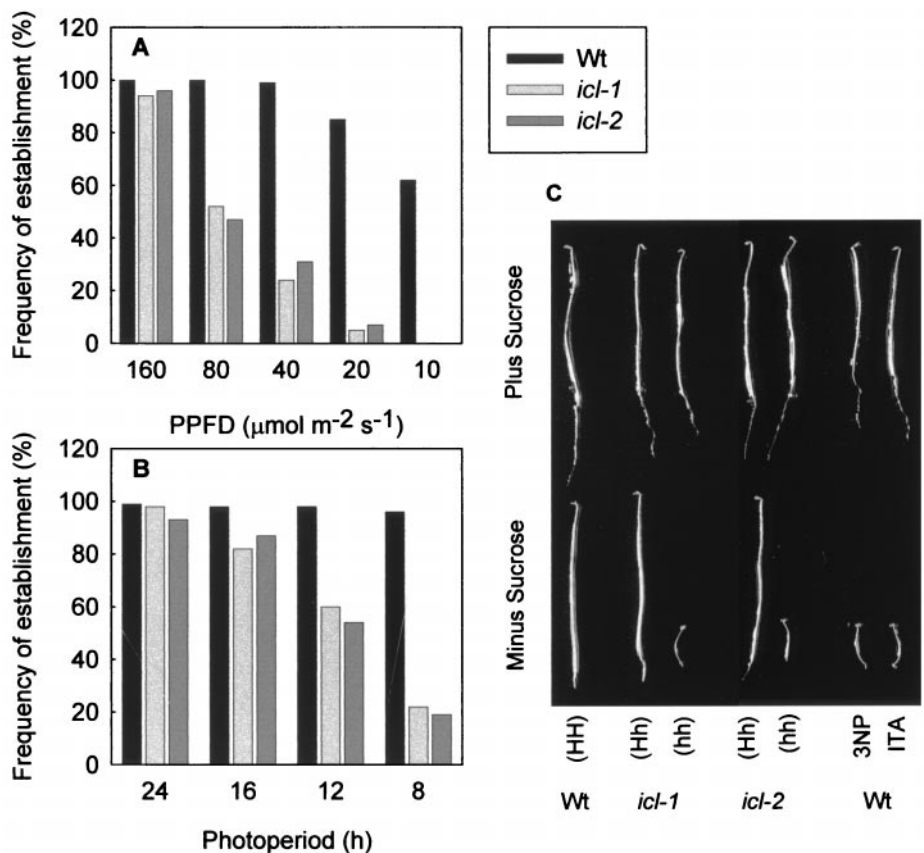 A
Frequency of establishment (%)
120
100
80
60
40
20
0
160 80 40 20 10
PPFD (µmol m-2 s-1)
Wt
icl-1
icl-2
B
Frequency of establishment (%)
120
100
80
60
40
20
0
24 16 12 8
Photoperiod (h)
C
Plus Sucrose
Minus Sucrose
(HH) (Hh) (hh) (Hh) (hh) 3NP ITA
Wt icl-1 icl-2 Wt